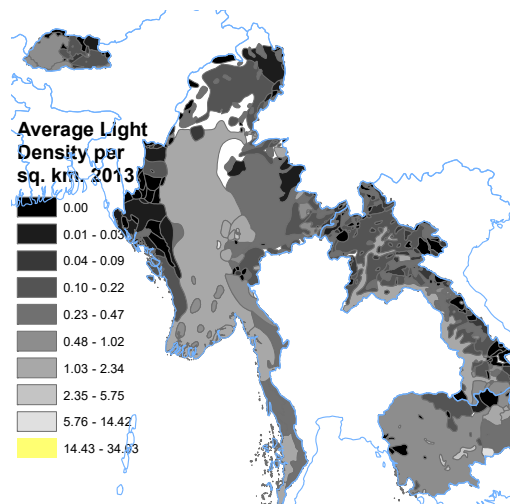 Average Light
Density per
sq. km. 2013
0.00
0.01 - 0.03
0.04 - 0.09
0.10 - 0.22
0.23 - 0.47
0.48 - 1.02
1.03 - 2.34
2.35 - 5.75
5.76 - 14.42
14.43 - 34.63